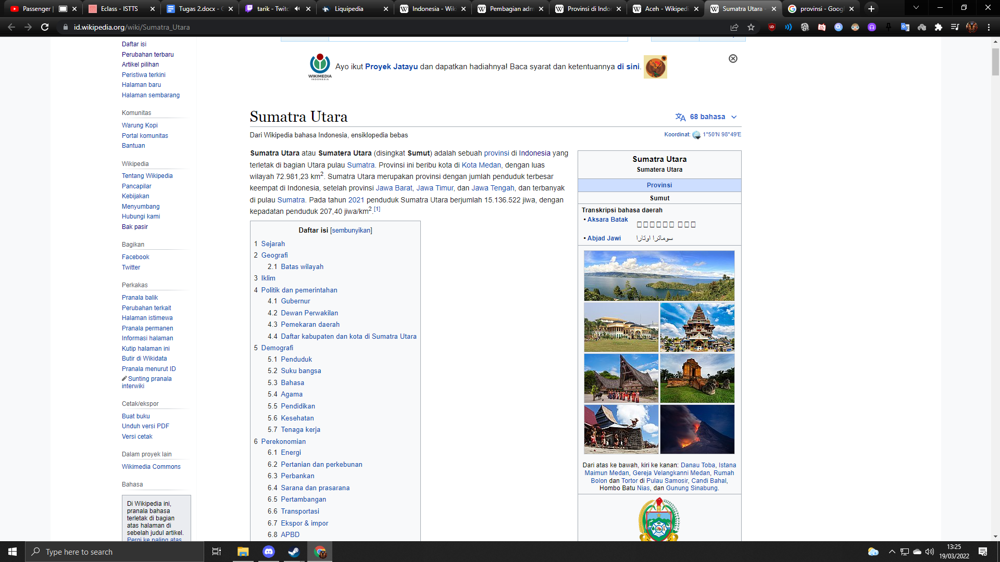 Passenger |
Eclass - ISTTS
Tugas 2.docx - G
tarik - Twitch
Liquipedia
Indonesia - Wiki
Pembagian adm
Provinsi di Indon
Aceh - Wikipedi
Sumatra Utara -
provinsi - Googl
id.wikipedia.org/wiki/Sumatra_Utara
Daftar isi
Perubahan terbaru
Artikel pilihan
Peristiwa terkini
Halaman baru
Halaman sembarang
Komunitas
Warung Kopi
Portal komunitas
Bantuan
Wikipedia
Tentang Wikipedia
Pancapilar
Kebijakan
Menyumbang
Hubungi kami
Bak pasir
Bagikan
Facebook
Twitter
Perkakas
Pranala balik
Perubahan terkait
Halaman istimewa
Pranala permanen
Informasi halaman
Kutip halaman ini
Butir di Wikidata
Pranala menurut ID
Sunting pranala
interwiki
Cetak/ekspor
Buat buku
Unduh versi PDF
Versi cetak
Dalam proyek lain
Wikimedia Commons
Bahasa
Di Wikipedia ini,
pranala bahasa
terletak di bagian
atas halaman di
sebelah judul artikel.
Pergi ke paling atas.
WIKIMEDIA
INDONESIA
Ayo ikut Proyek Jatayu dan dapatkan hadiahnya! Baca syarat dan ketentuannya di sini.
Sumatra Utara
68 bahasa
Dari Wikipedia bahasa Indonesia, ensiklopedia bebas
Koordinat: 1°50'N 98°49'E
Sumatra Utara atau Sumatera Utara (disingkat Sumut) adalah sebuah provinsi di Indonesia yang
terletak di bagian Utara pulau Sumatra. Provinsi ini beribu kota di Kota Medan, dengan luas
wilayah 72.981,23 km2. Sumatra Utara merupakan provinsi dengan jumlah penduduk terbesar
keempat di Indonesia, setelah provinsi Jawa Barat, Jawa Timur, dan Jawa Tengah, dan terbanyak
di pulau Sumatra. Pada tahun 2021 penduduk Sumatra Utara berjumlah 15.136.522 jiwa, dengan
kepadatan penduduk 207,40 jiwa/km2.[1]
Daftar isi [sembunyikan]
1 Sejarah
2 Geografi
2.1 Batas wilayah
3 Iklim
4 Politik dan pemerintahan
4.1 Gubernur
4.2 Dewan Perwakilan
4.3 Pemekaran daerah
4.4 Daftar kabupaten dan kota di Sumatra Utara
5 Demografi
5.1 Penduduk
5.2 Suku bangsa
5.3 Bahasa
5.4 Agama
5.5 Pendidikan
5.6 Kesehatan
5.7 Tenaga kerja
6 Perekonomian
6.1 Energi
6.2 Pertanian dan perkebunan
6.3 Perbankan
6.4 Sarana dan prasarana
6.5 Pertambangan
6.6 Transportasi
6.7 Ekspor & impor
6.8 APBD
Sumatra Utara
Sumatera Utara
Provinsi
Sumut
Transkripsi bahasa daerah
• Aksara Batak
• Abjad Jawi سوماترا اوتارا
Dari atas ke bawah, kiri ke kanan: Danau Toba, Istana
Maimun Medan, Gereja Velangkanni Medan, Rumah
Bolon dan Tortor di Pulau Samosir, Candi Bahal,
Hombo Batu Nias, dan Gunung Sinabung.
Type here to search
13:25
19/03/2022